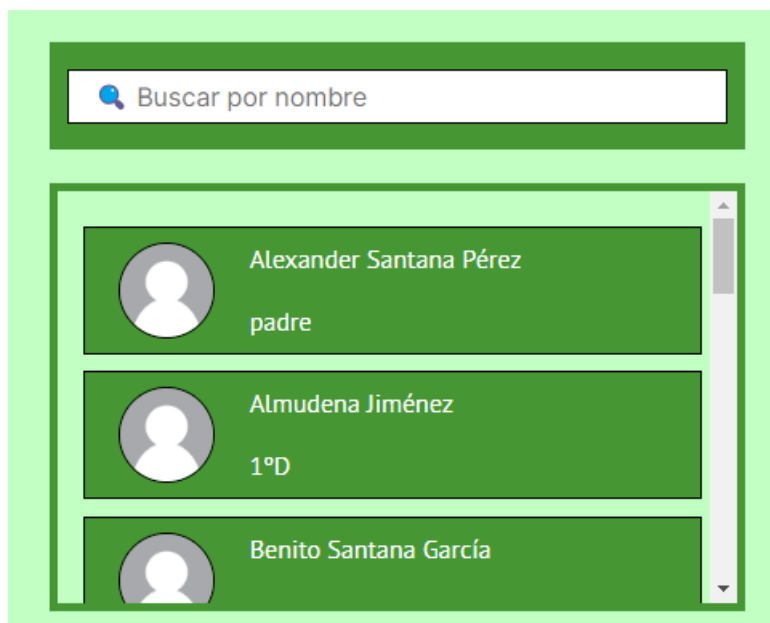 Buscar por nombre
Alexander Santana Pérez
padre
Almudena Jiménez
1ºD
Benito Santana García